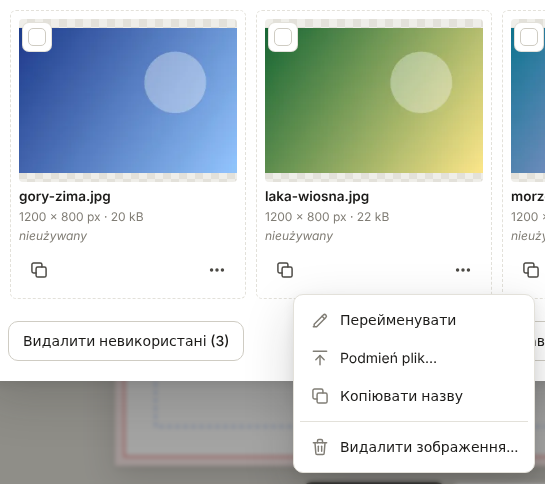 gory-zima.jpg
1200 × 800 px · 20 kB
nieużywany
laka-wiosna.jpg
1200 × 800 px · 22 kB
nieużywany
Видалити невикористані (3)
Перейменувати
Podmień plik...
Копіювати назву
Видалити зображення...